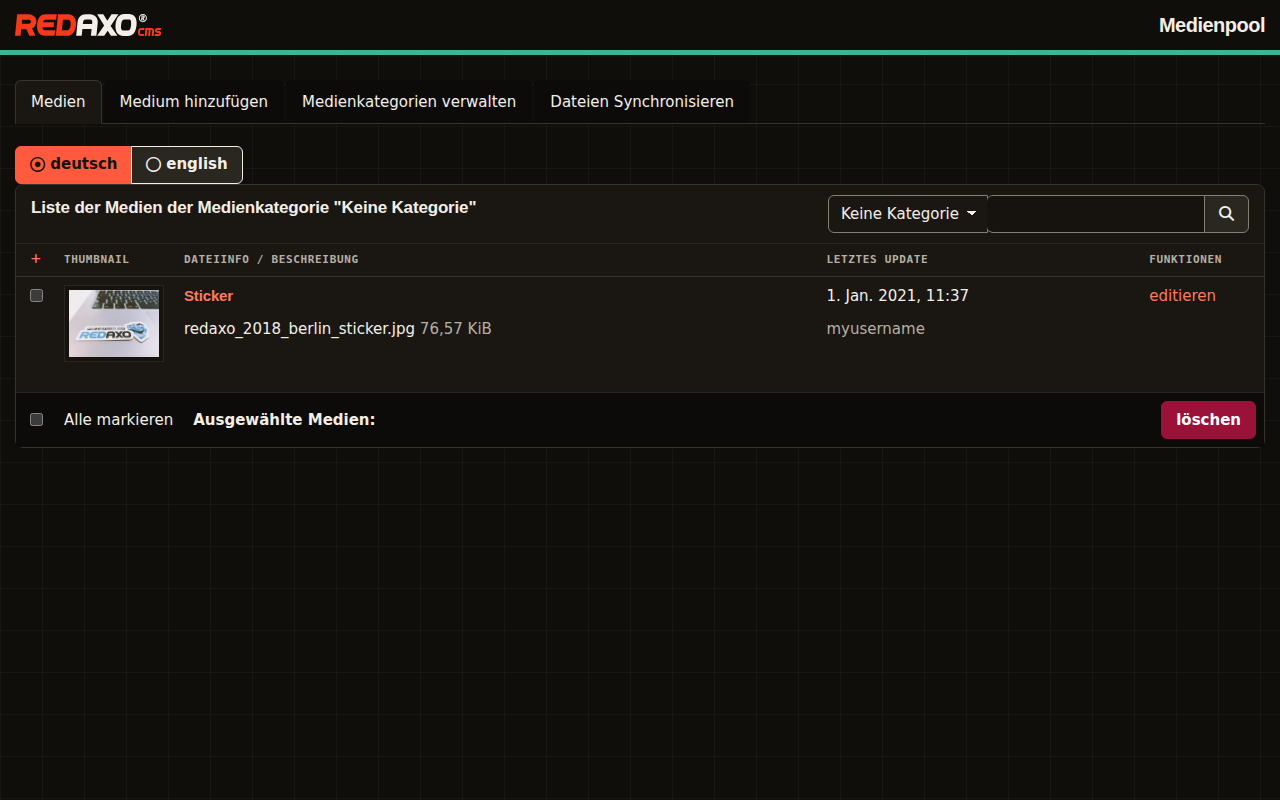 REDAXO® cms
Medienpool
Medien
Medium hinzufügen
Medienkategorien verwalten
Dateien Synchronisieren
deutsch
english
Liste der Medien der Medienkategorie "Keine Kategorie"
Keine Kategorie
+ THUMBNAIL DATEIINFO / BESCHREIBUNG LETZTES UPDATE FUNKTIONEN
REDAXO
Sticker 1. Jan. 2021, 11:37 editieren
redaxo_2018_berlin_sticker.jpg 76,57 KiB myusername
Alle markieren Ausgewählte Medien: löschen